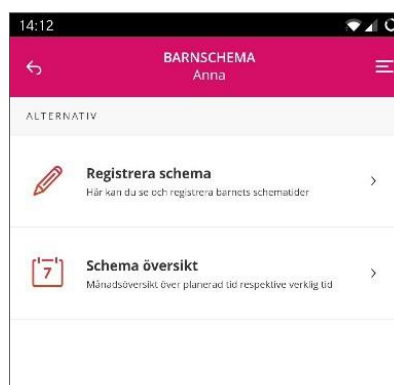 14:12
BARNSCHEMA
Anna
ALTERNATIV
Registrera schema
Här kan du se och registrera barnets schematider
7
Schema översikt
Månadsöversikt över planerad tid respektive verklig tid